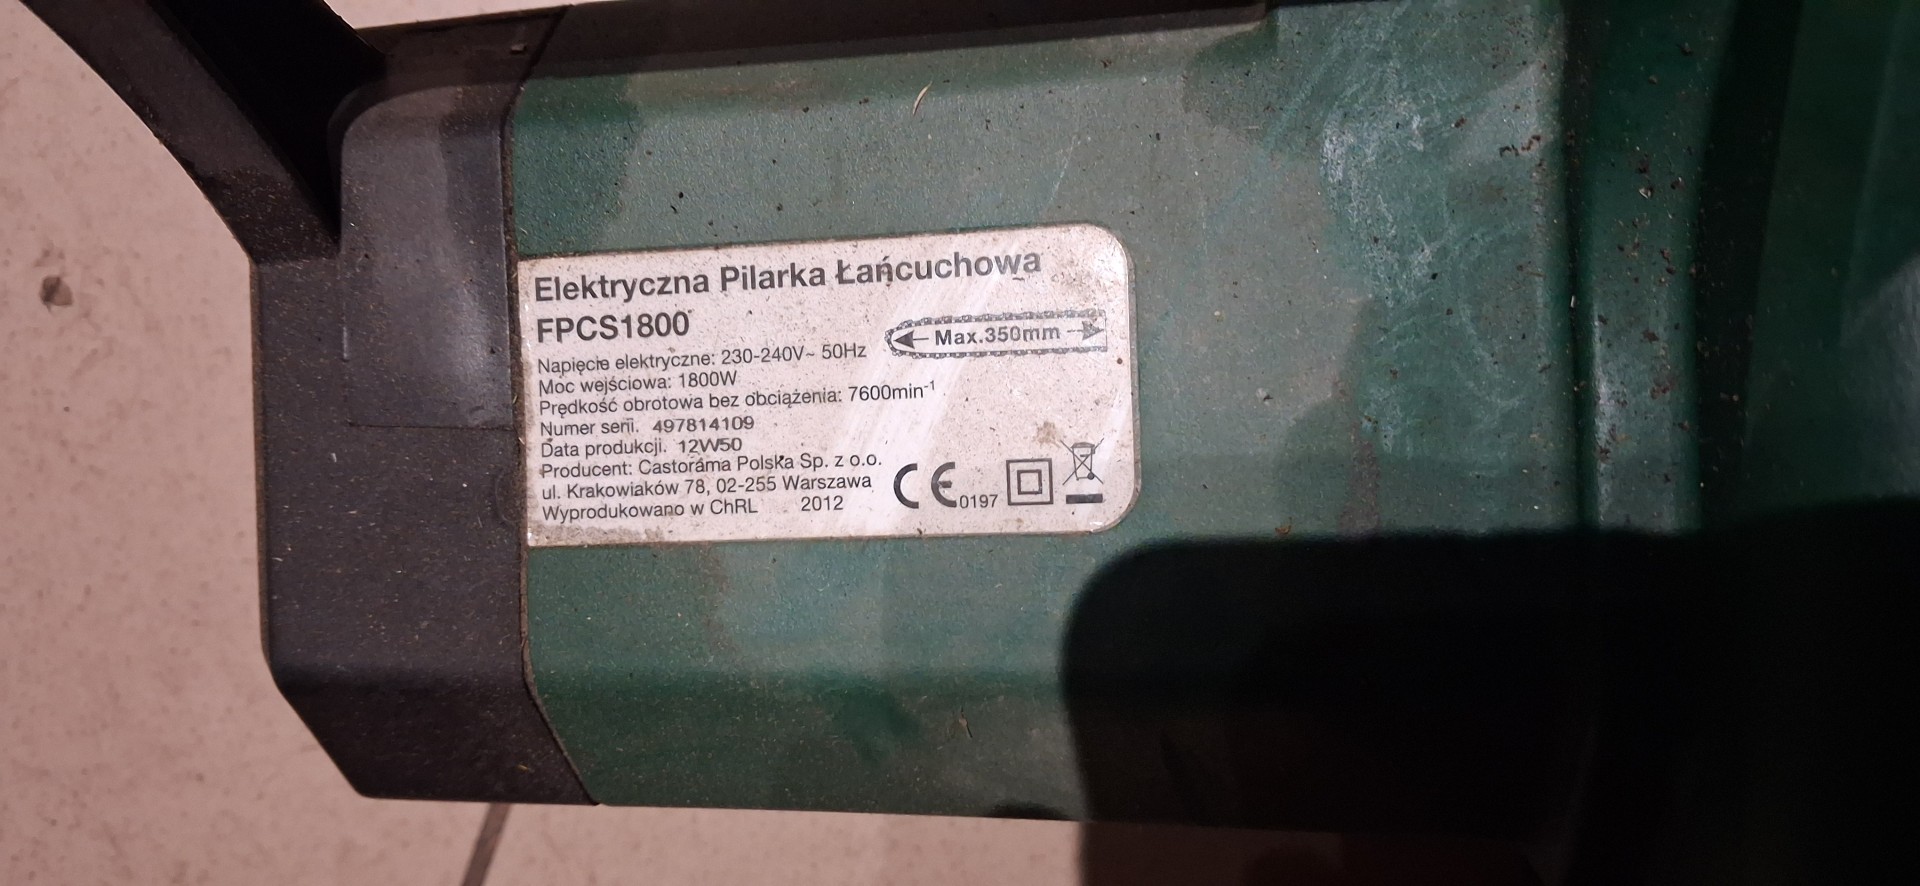 Elektryczna Pilarka Łańcuchowa
FPCS1800
Max.350mm
Napięcie elektryczne: 230-240V~ 50Hz
Moc wejściowa: 1800W
Prędkość obrotowa bez obciążenia: 7600min⁻¹
Numer serii. 497814109
Data produkcji. 12W50
Producent: Castorama Polska Sp. z o.o.
ul. Krakowiaków 78, 02-255 Warszawa
Wyprodukowano w ChRL 2012
CE 0197